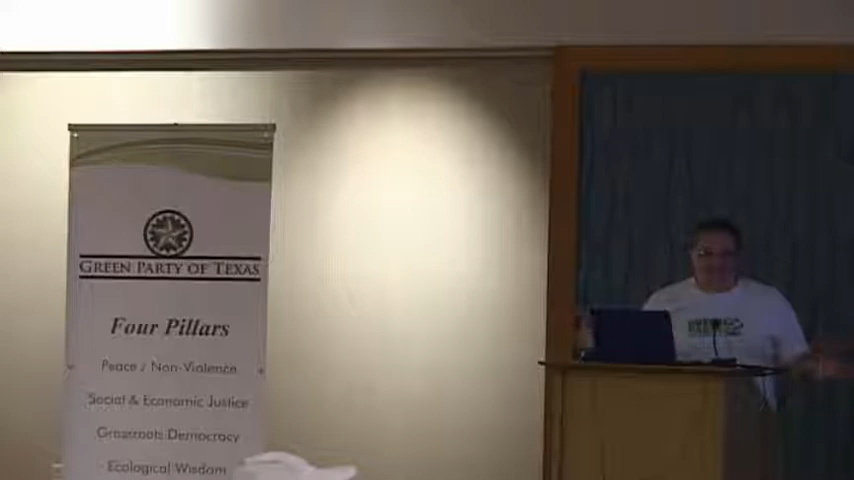 GREEN PARTY OF TEXAS
Four Pillars
Peace / Non-Violence
Social & Economic Justice
Grassroots Democracy
Ecological Wisdom